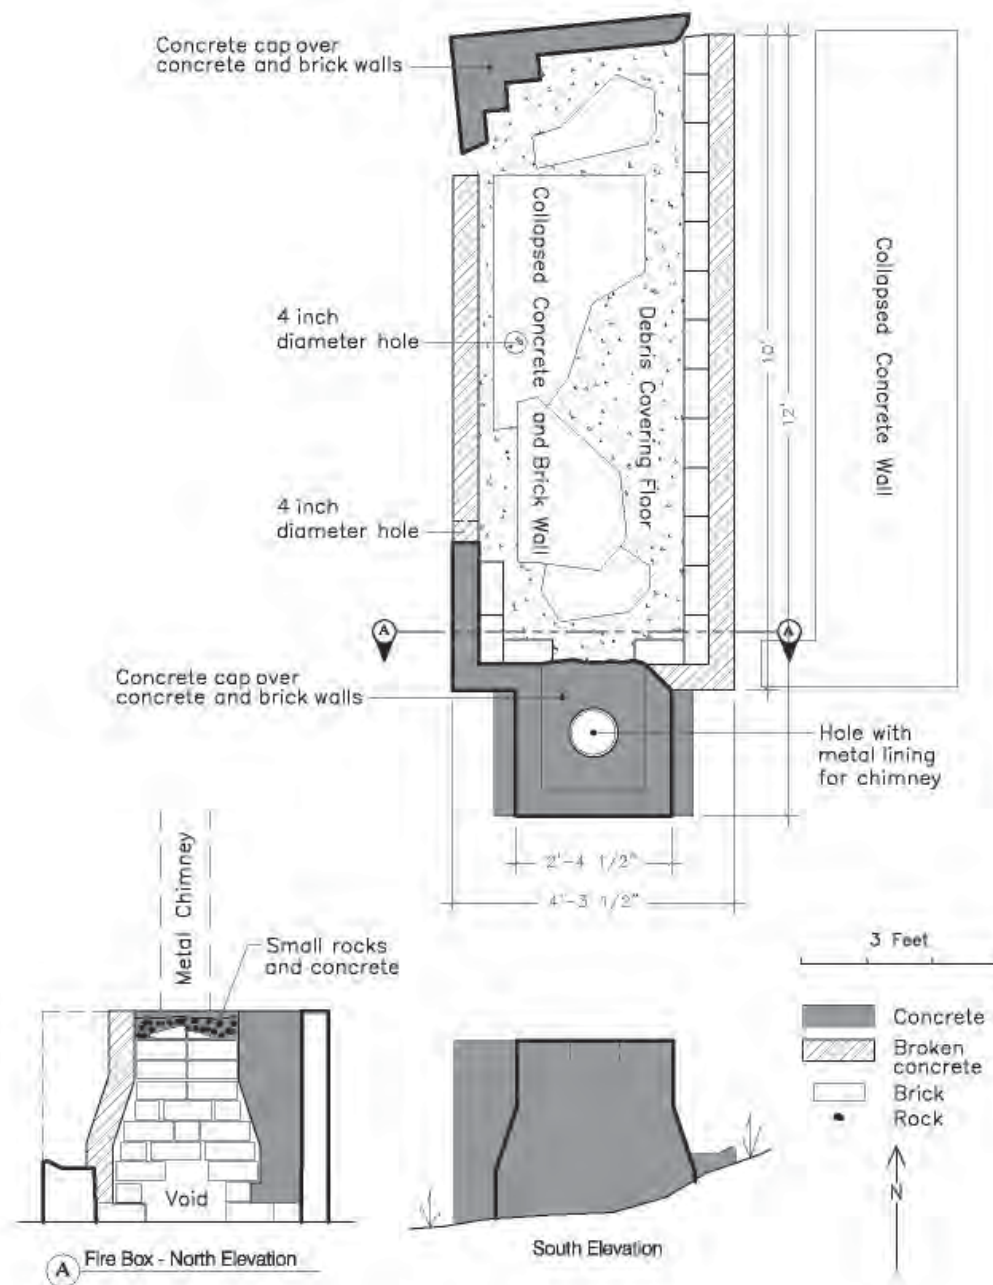 Concrete cap over
concrete and brick walls
Collapsed Concrete and Brick Wall
Debris Covering Floor
Collapsed Concrete Wall
4 inch
diameter hole
10'
12'
4 inch
diameter hole
A
A
Concrete cap over
concrete and brick walls
Hole with
metal lining
for chimney
2'-4 1/2"
4'-3 1/2"
Metal Chimney
Small rocks
and concrete
Void
A Fire Box - North Elevation
South Elevation
3 Feet
Concrete
Broken
concrete
Brick
Rock
N